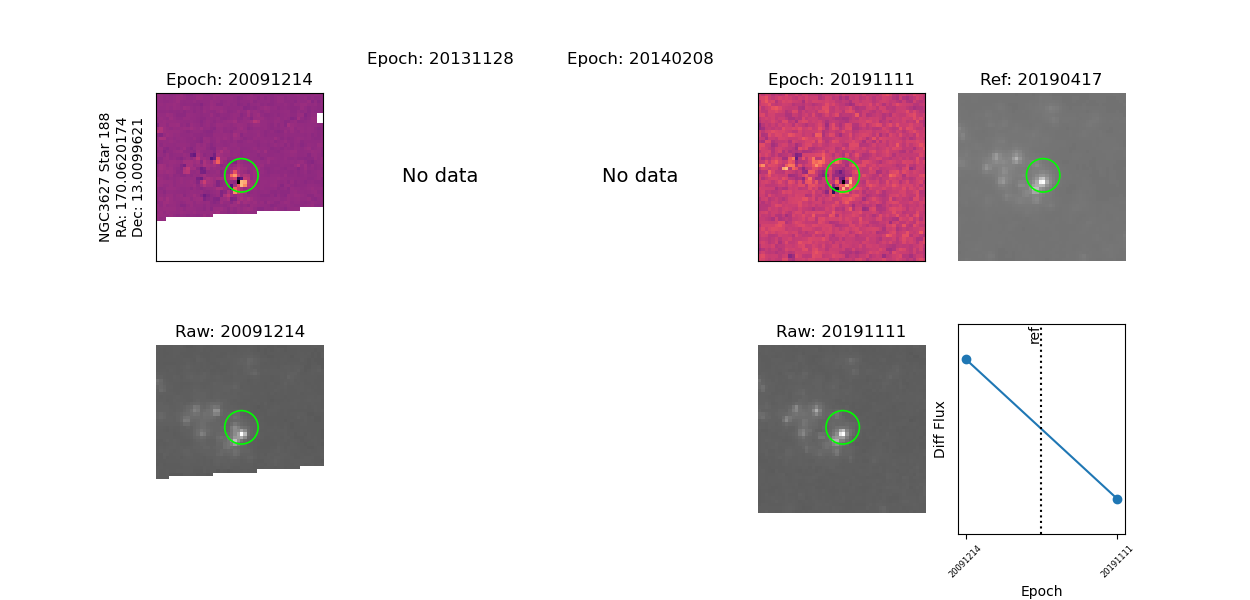 Epoch: 20091214
Epoch: 20131128
Epoch: 20140208
Epoch: 20191111
Ref: 20190417
NGC3627 Star 188
RA: 170.0620174
Dec: 13.0099621
No data
No data
Raw: 20091214
Raw: 20191111
ref
Diff Flux
20091214
20191111
Epoch